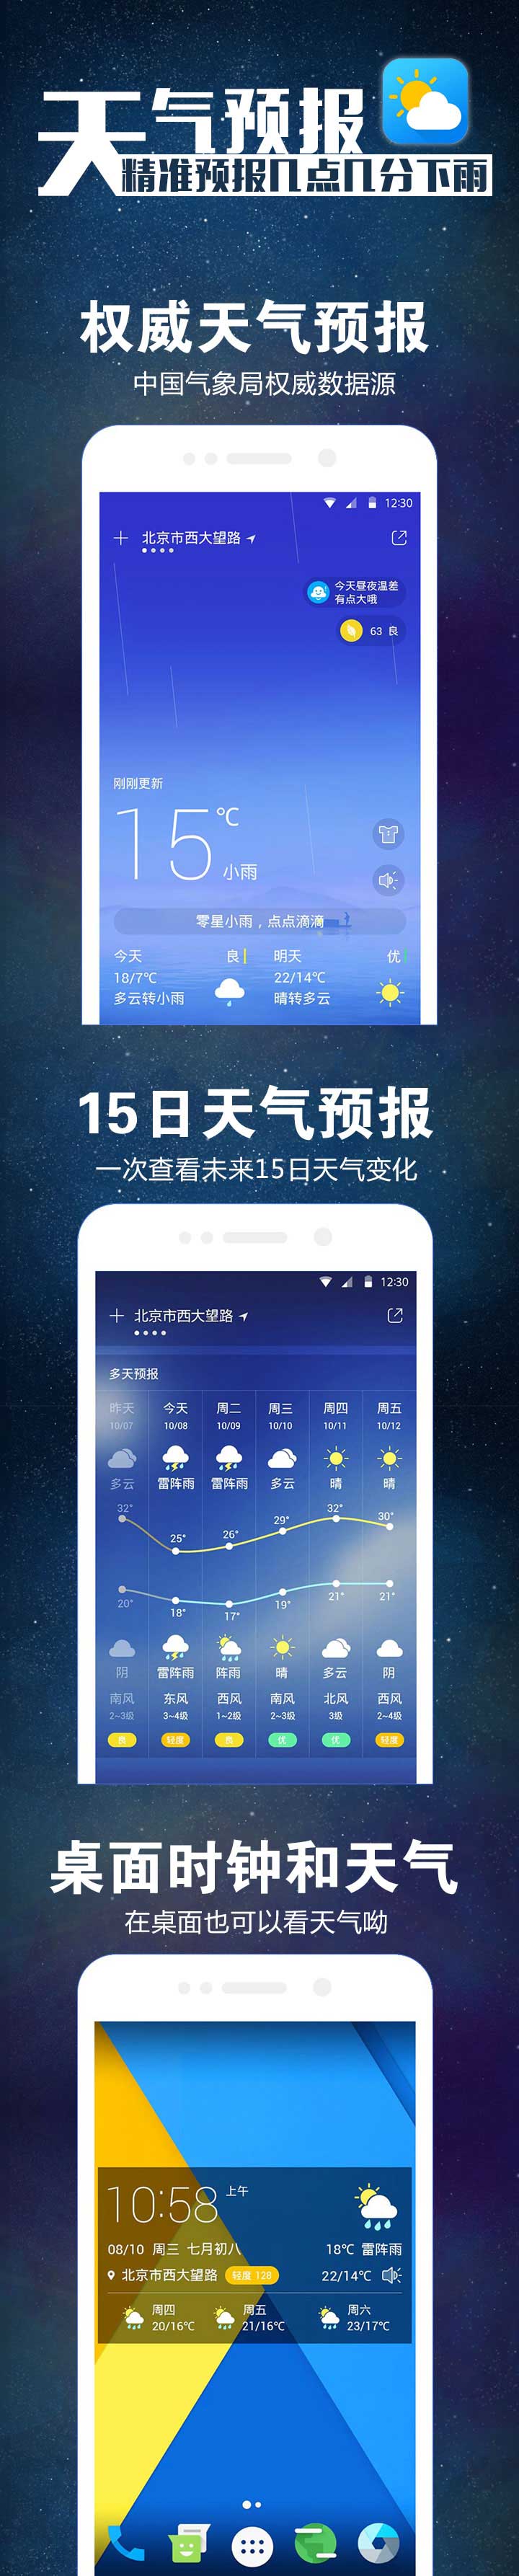 天气预报
精准预报几点几分下雨
权威天气预报
中国气象局权威数据源
12:30
北京市西大望路
今天昼夜温差
有点大哦
63 良
刚刚更新
15℃
小雨
零星小雨，点点滴滴
今天 良 明天 优
18/7℃ 22/14℃
多云转小雨 晴转多云
15日天气预报
一次查看未来15日天气变化
12:30
北京市西大望路
多天预报
昨天 今天 周二 周三 周四 周五
10/07 10/08 10/09 10/10 10/11 10/12
多云 雷阵雨 雷阵雨 多云 晴 晴
32° 25° 26° 29° 32° 30°
20° 18° 17° 19° 21° 21°
阴 雷阵雨 阵雨 晴 多云 阴
南风 东风 西风 南风 北风 西风
2~3级 3~4级 1~2级 2~3级 3级 2~4级
良 轻度 良 优 优 轻度
桌面时钟和天气
在桌面也可以看天气呦
10:58 上午
08/10 周三 七月初八 18℃ 雷阵雨
北京市西大望路 轻度 128 22/14℃
周四 周五 周六
20/16℃ 21/16℃ 23/17℃